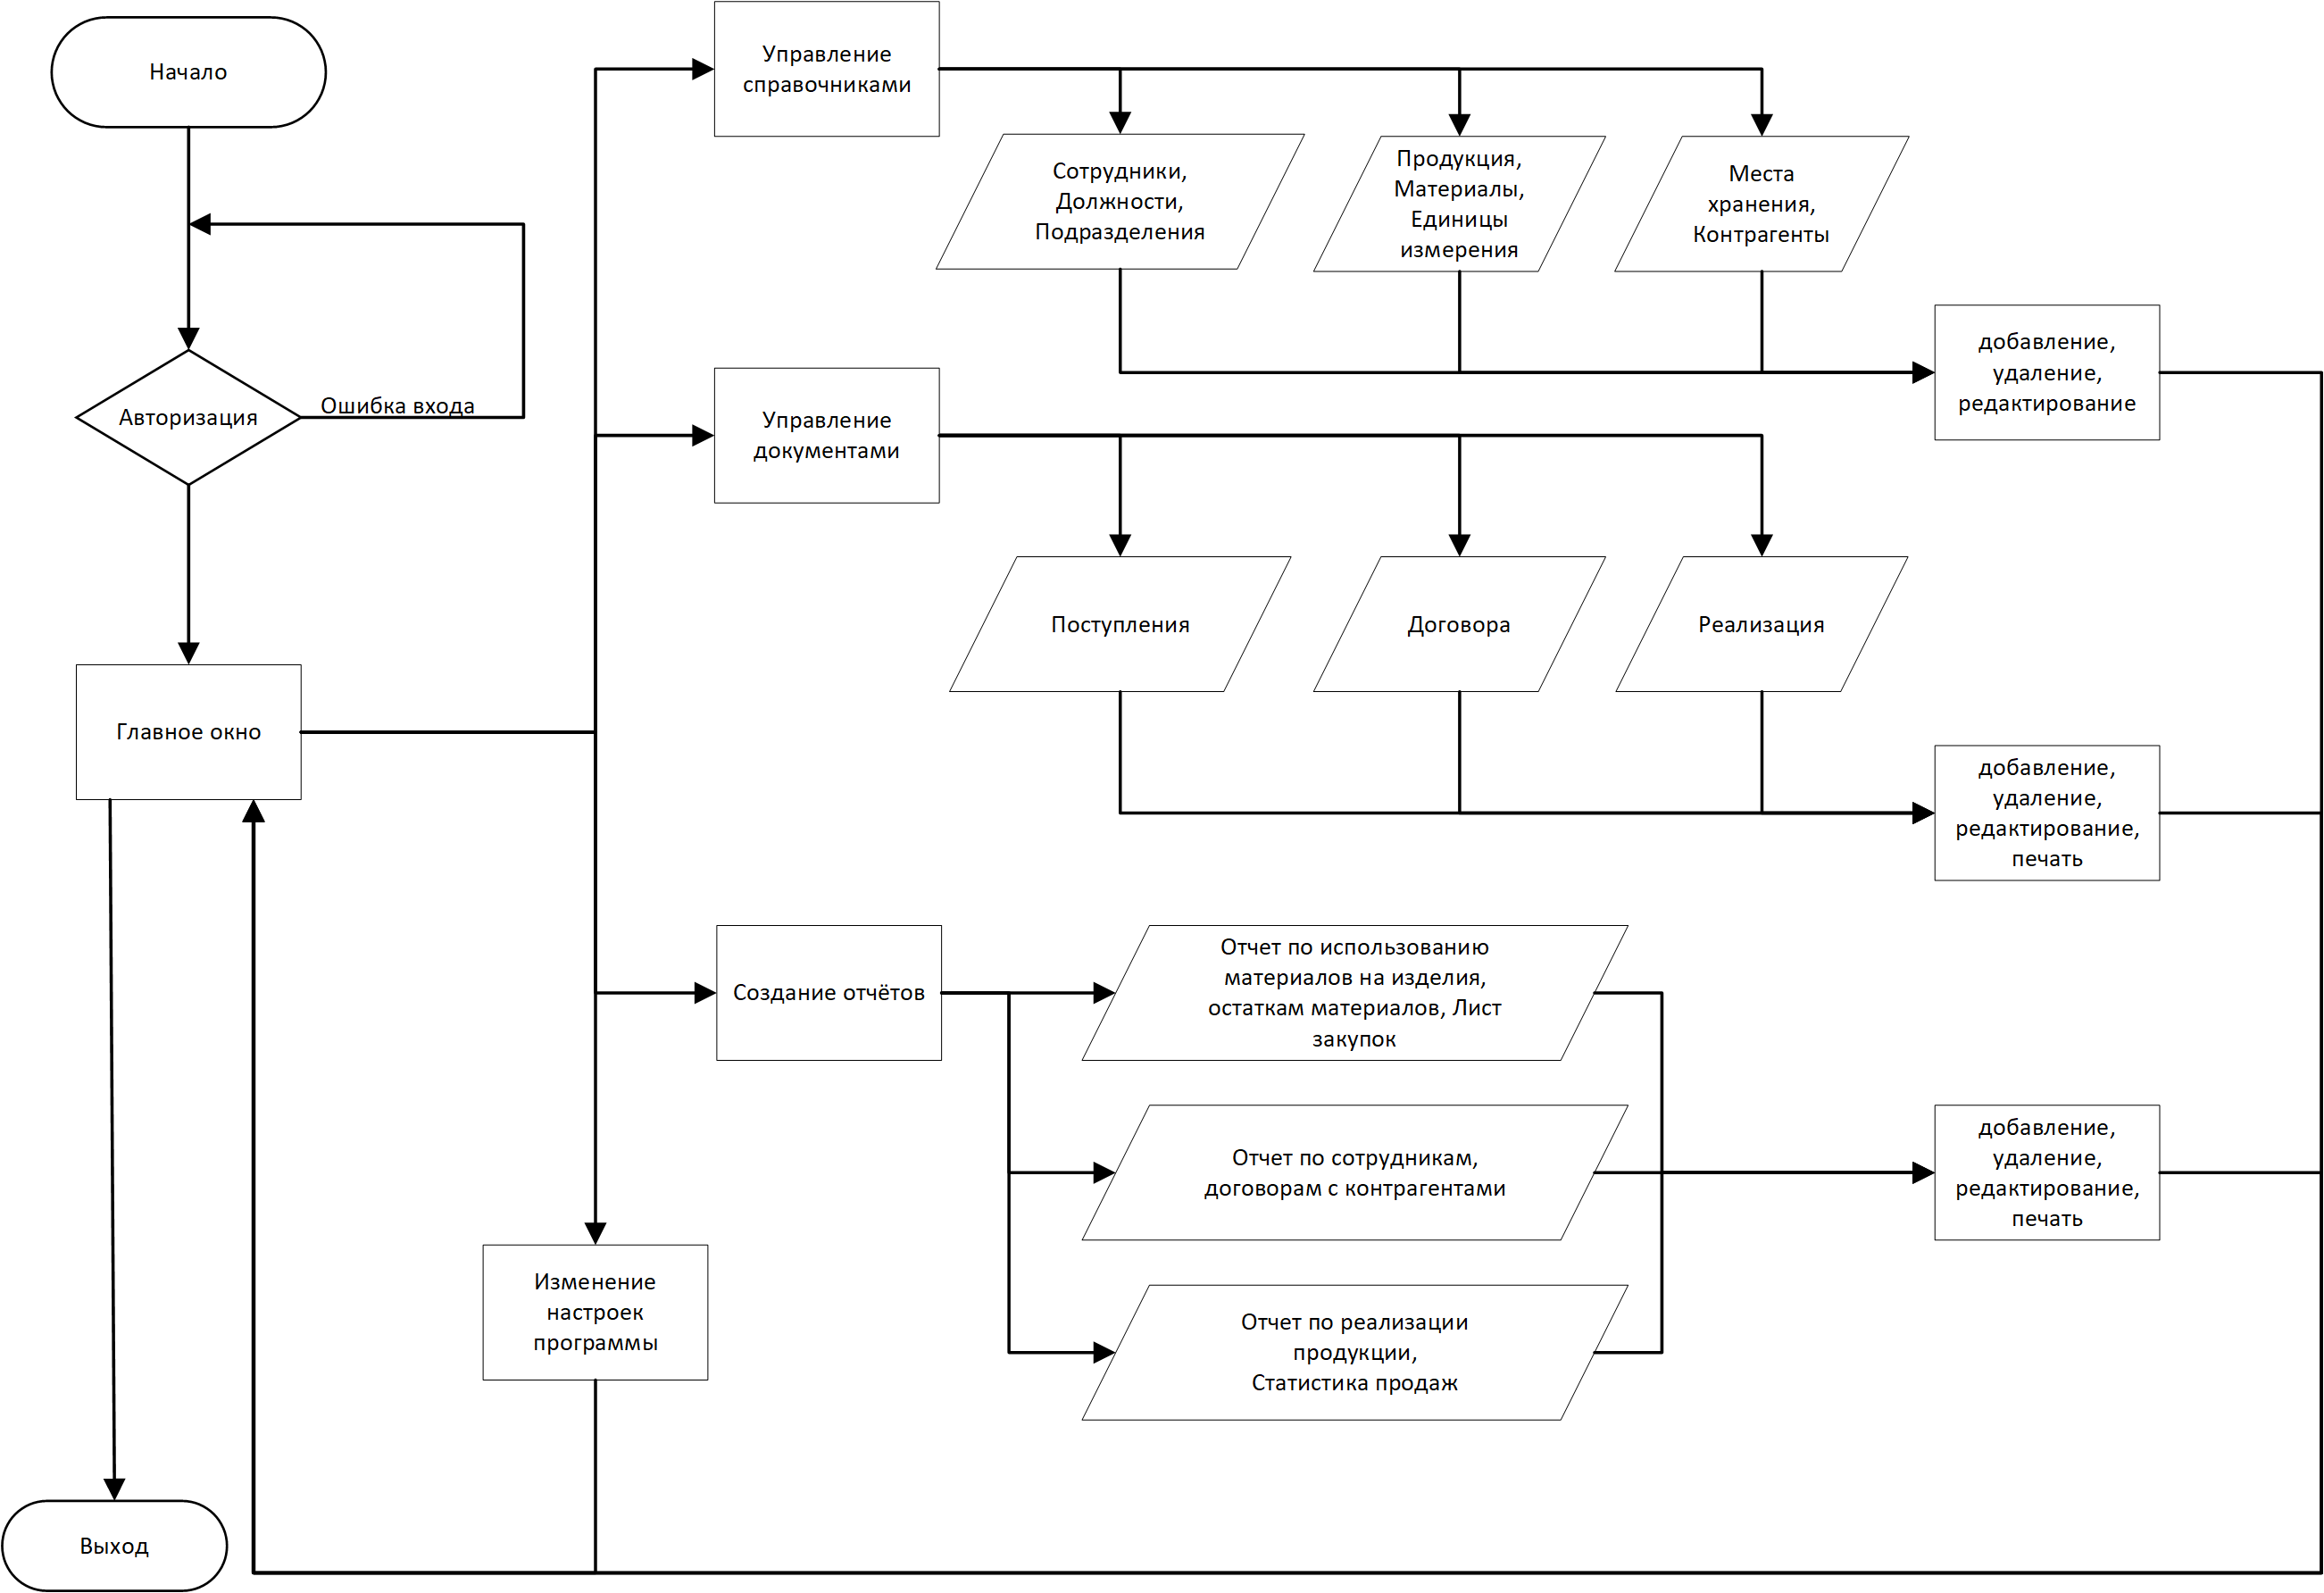 Начало
Авторизация
Ошибка входа
Главное окно
Выход
Управление
справочниками
Сотрудники,
Должности,
Подразделения
Продукция,
Материалы,
Единицы
измерения
Места
хранения,
Контрагенты
добавление,
удаление,
редактирование
Управление
документами
Поступления
Договора
Реализация
добавление,
удаление,
редактирование,
печать
Создание отчётов
Отчет по использованию
материалов на изделия,
остаткам материалов, Лист
закупок
Отчет по сотрудникам,
договорам с контрагентами
Отчет по реализации
продукции,
Статистика продаж
добавление,
удаление,
редактирование,
печать
Изменение
настроек
программы